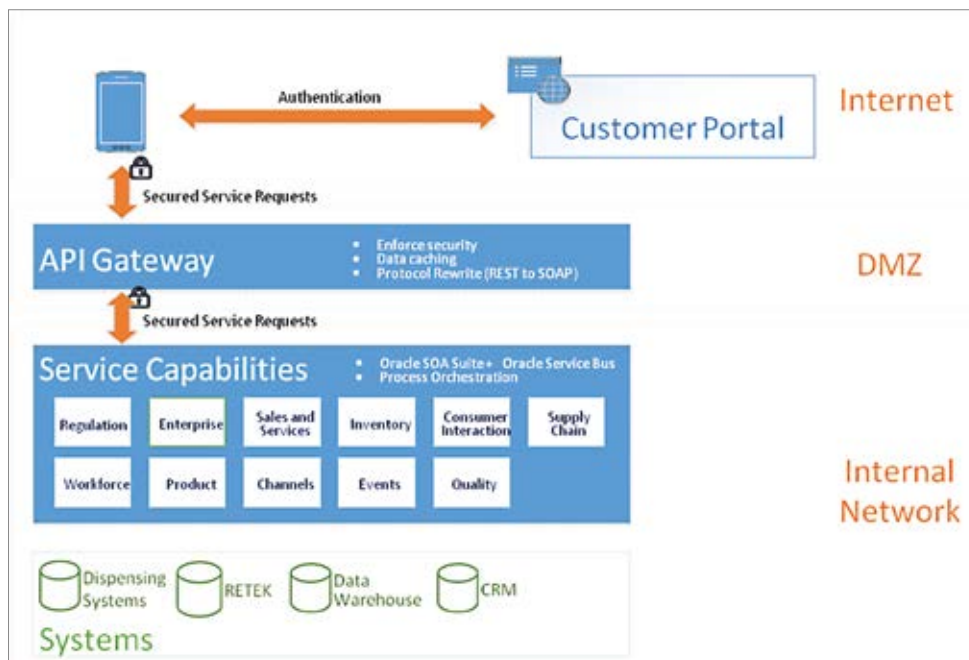 Authentication
Customer Portal
Internet
Secured Service Requests
API Gateway
Enforce security
Data caching
Protocol Rewrite (REST to SOAP)
DMZ
Secured Service Requests
Service Capabilities
Oracle SOA Suite+ Oracle Service Bus
Process Orchestration
Regulation
Enterprise
Sales and
Services
Inventory
Consumer
Interaction
Supply
Chain
Workforce
Product
Channels
Events
Quality
Internal
Network
Dispensing
Systems
RETEK
Data
Warehouse
CRM
Systems